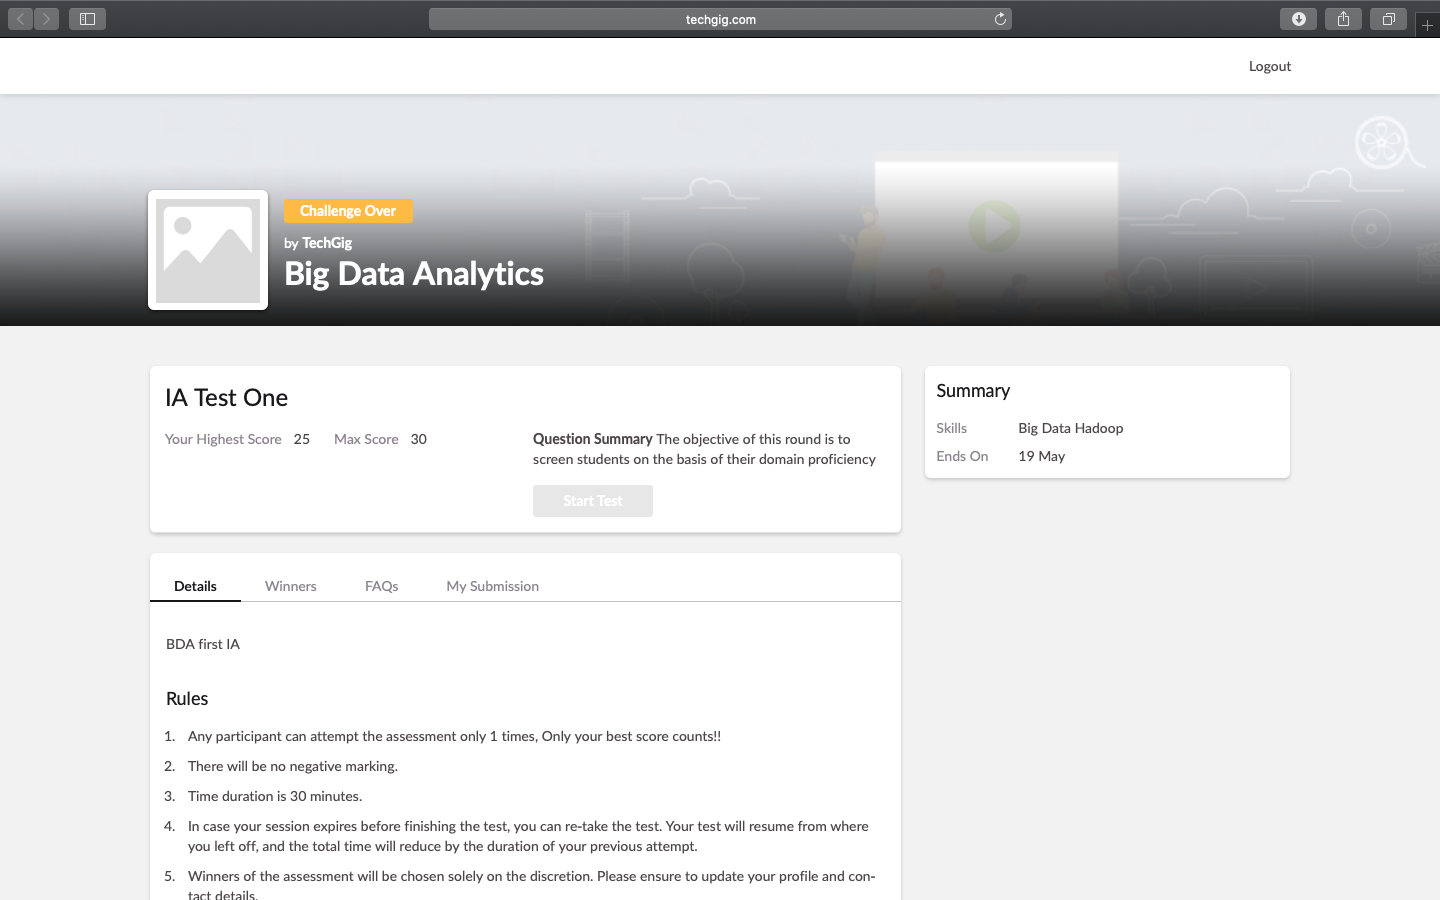 techgig.com
Logout
Challenge Over
by TechGig
Big Data Analytics
IA Test One
Your Highest Score 25 Max Score 30
Question Summary The objective of this round is to
screen students on the basis of their domain proficiency
Start Test
Summary
Skills Big Data Hadoop
Ends On 19 May
Details Winners FAQs My Submission
BDA first IA
Rules
1. Any participant can attempt the assessment only 1 times, Only your best score counts!!
2. There will be no negative marking.
3. Time duration is 30 minutes.
4. In case your session expires before finishing the test, you can re-take the test. Your test will resume from where
you left off, and the total time will reduce by the duration of your previous attempt.
5. Winners of the assessment will be chosen solely on the discretion. Please ensure to update your profile and con-
tact details.